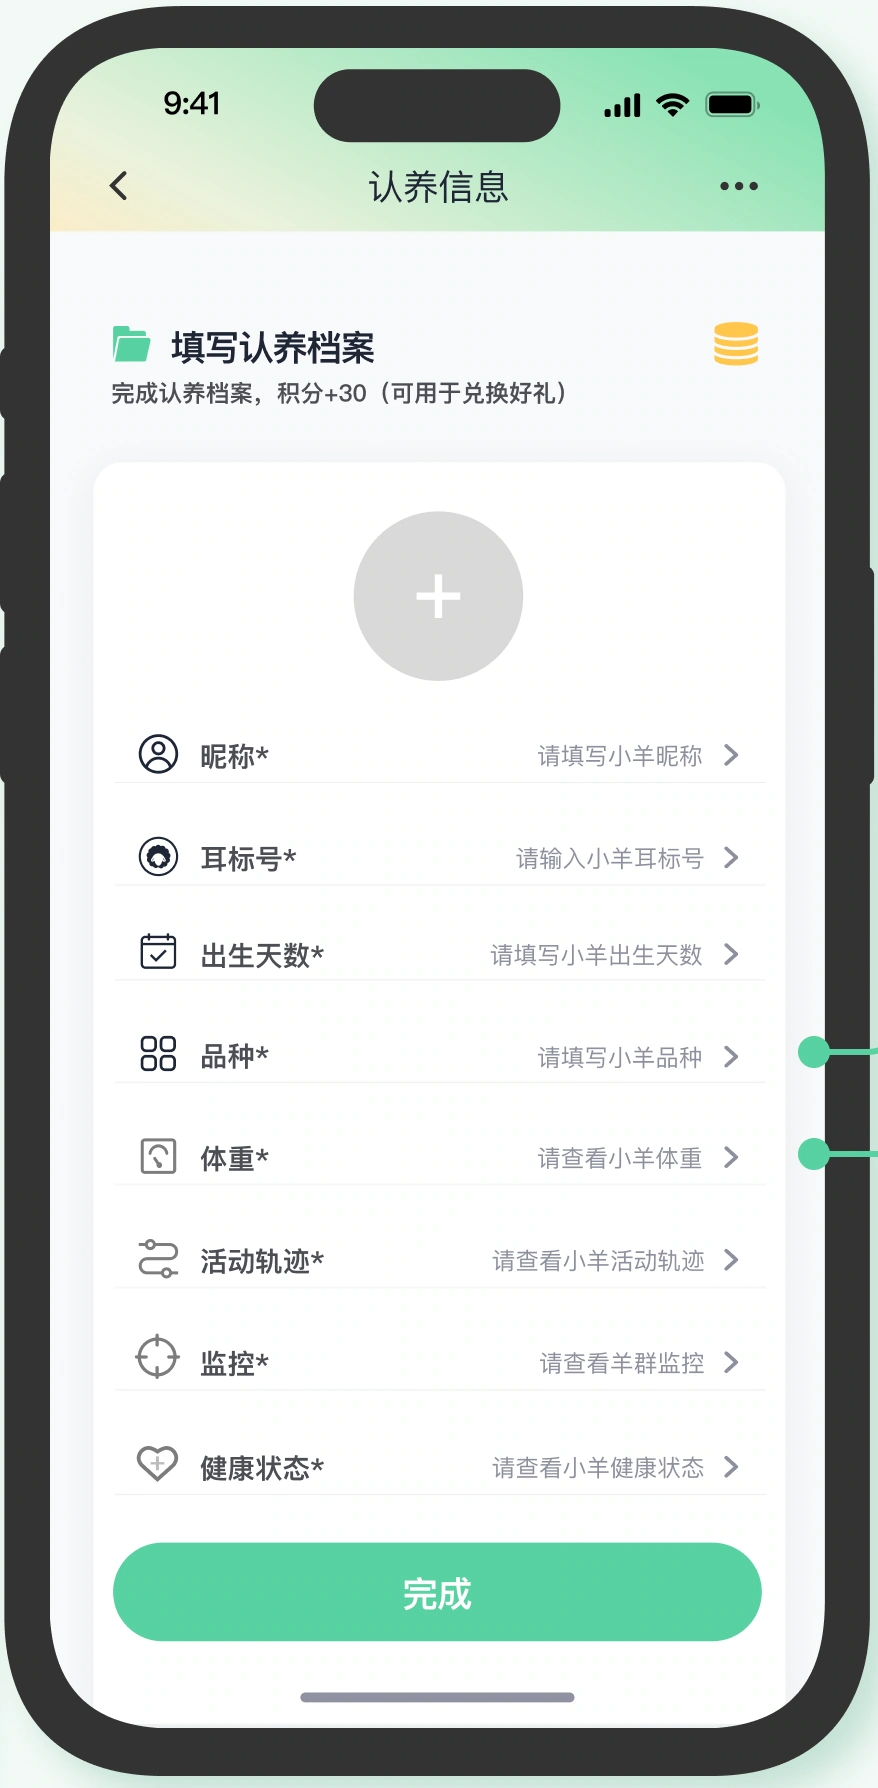 9:41
认养信息
填写认养档案
完成认养档案，积分+30（可用于兑换好礼）
昵称* 请填写小羊昵称
耳标号* 请输入小羊耳标号
出生天数* 请填写小羊出生天数
品种* 请填写小羊品种
体重* 请查看小羊体重
活动轨迹* 请查看小羊活动轨迹
监控* 请查看羊群监控
健康状态* 请查看小羊健康状态
完成